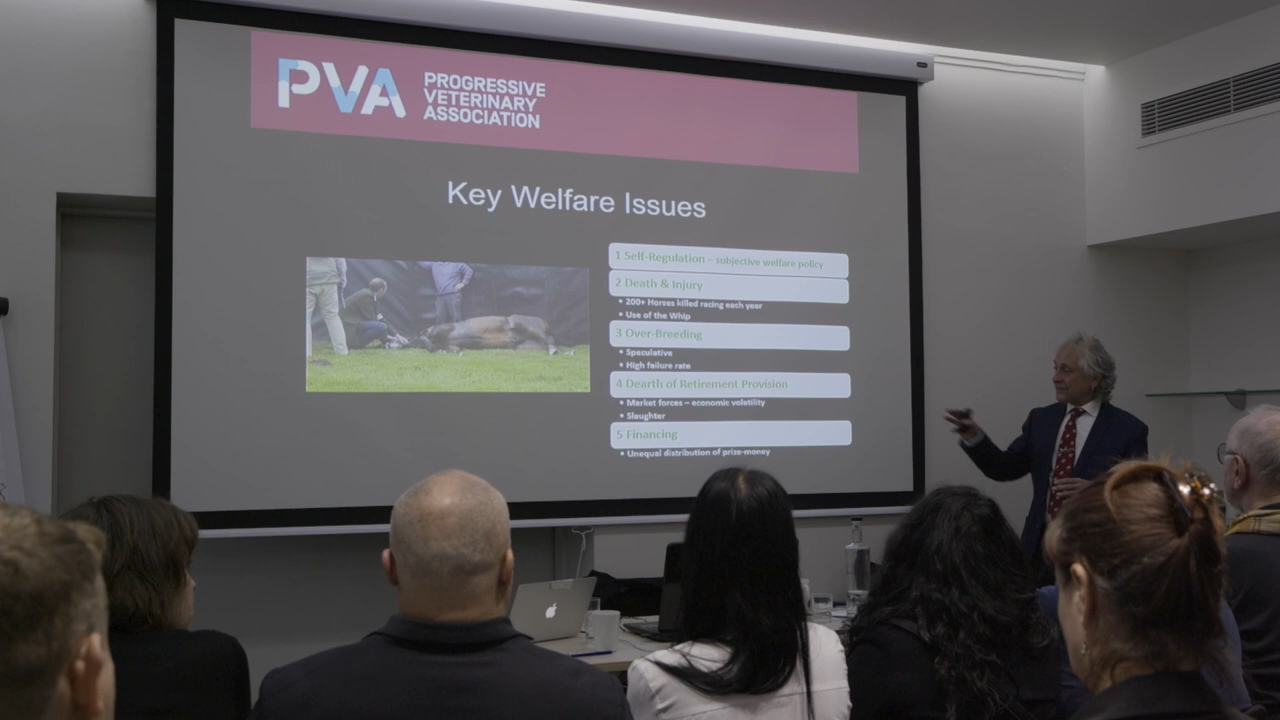 PVA
PROGRESSIVE
VETERINARY
ASSOCIATION
Key Welfare Issues
1 Self-Regulation – subjective welfare policy
2 Death & Injury
• 200+ Horses killed racing each year
• Use of the Whip
3 Over-Breeding
• Speculative
• High failure rate
4 Dearth of Retirement Provision
• Market forces – economic volatility
• Slaughter
5 Financing
• Unequal distribution of prize-money